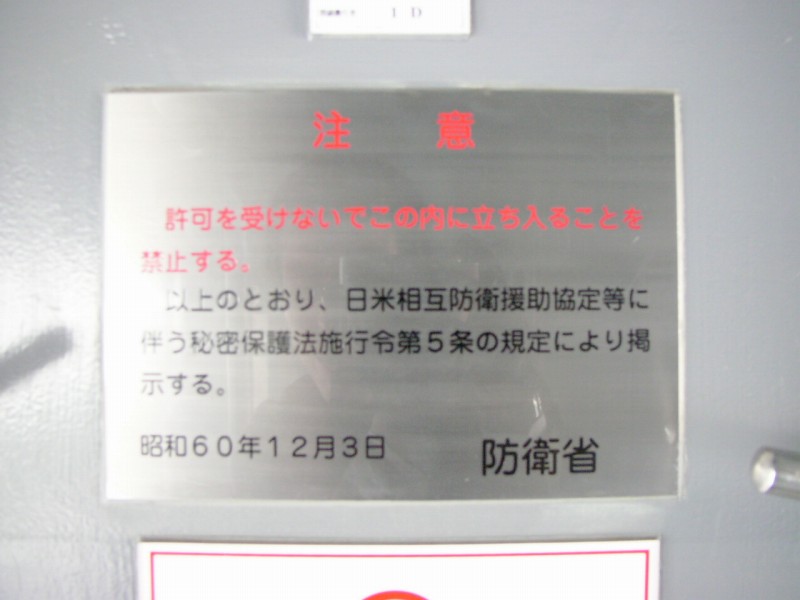 I D
注 意
許可を受けないでこの内に立ち入ることを
禁止する。
以上のとおり、日米相互防衛援助協定等に
伴う秘密保護法施行令第5条の規定により掲
示する。
昭和60年12月3日 防衛省